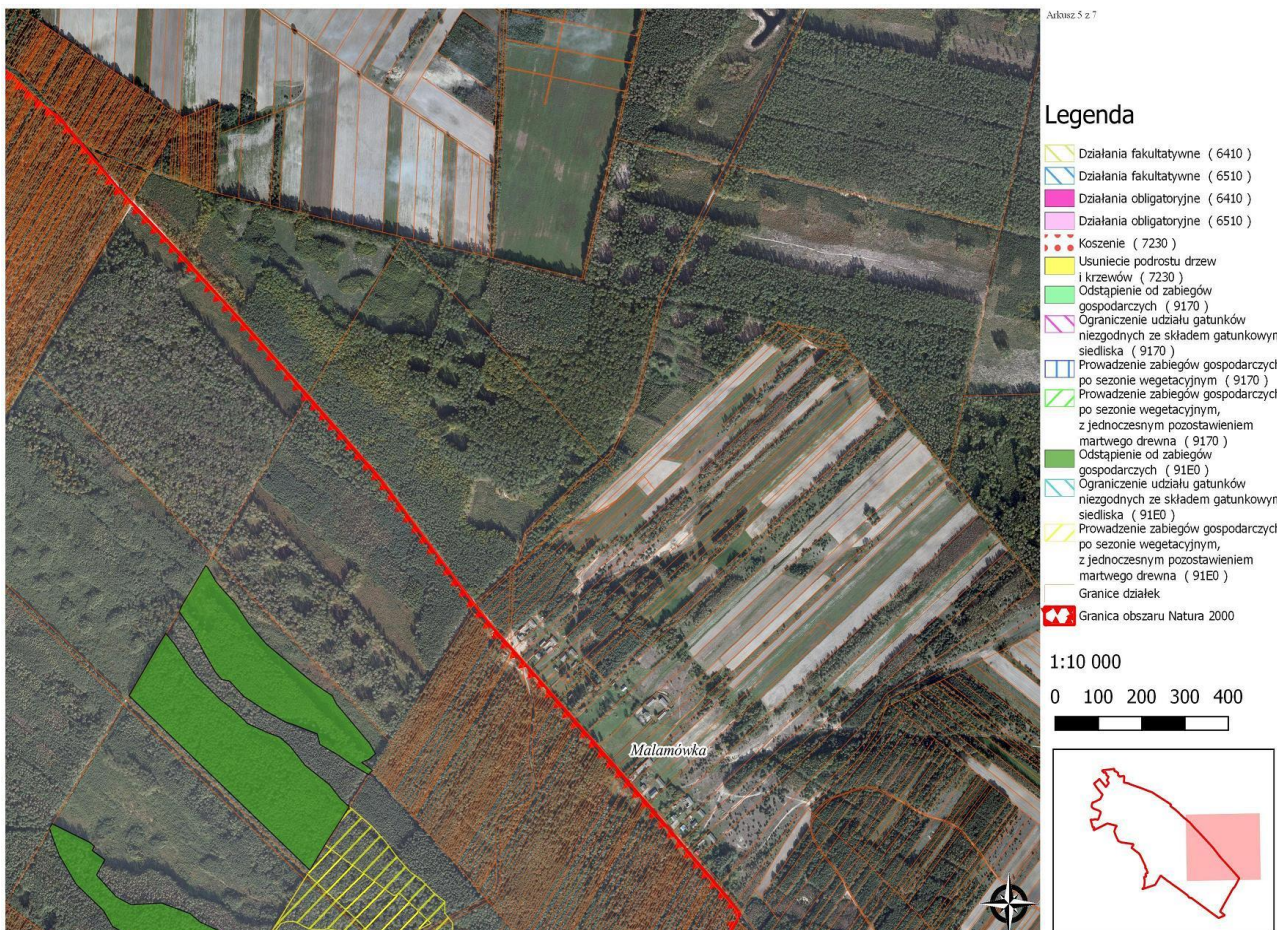 Arkusz 5 z 7
Legenda
Działania fakultatywne ( 6410 )
Działania fakultatywne ( 6510 )
Działania obligatoryjne ( 6410 )
Działania obligatoryjne ( 6510 )
Koszenie ( 7230 )
Usuniecie podrostu drzew
i krzewów ( 7230 )
Odstąpienie od zabiegów
gospodarczych ( 9170 )
Ograniczenie udziału gatunków
niezgodnych ze składem gatunkowym
siedliska ( 9170 )
Prowadzenie zabiegów gospodarczych
po sezonie wegetacyjnym ( 9170 )
Prowadzenie zabiegów gospodarczych
po sezonie wegetacyjnym,
z jednoczesnym pozostawieniem
martwego drewna ( 9170 )
Odstąpienie od zabiegów
gospodarczych ( 91E0 )
Ograniczenie udziału gatunków
niezgodnych ze składem gatunkowym
siedliska ( 91E0 )
Prowadzenie zabiegów gospodarczych
po sezonie wegetacyjnym,
z jednoczesnym pozostawieniem
martwego drewna ( 91E0 )
Granice działek
Granica obszaru Natura 2000
1:10 000
0 100 200 300 400
Malamówka